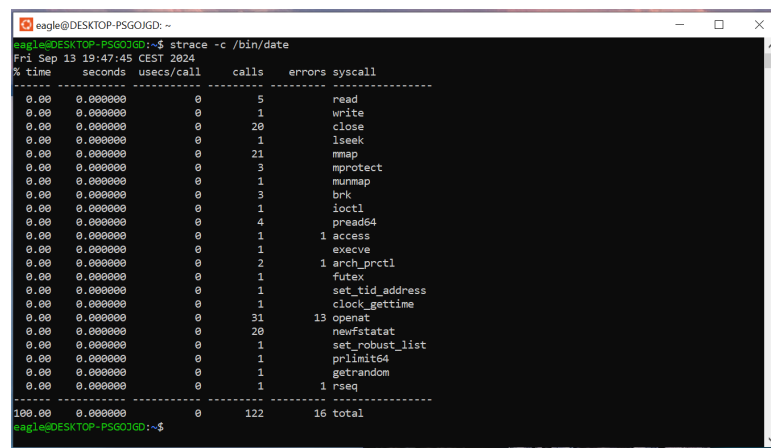 eagle@DESKTOP-PSGOJGD: ~
eagle@DESKTOP-PSGOJGD:~$ strace -c /bin/date
Fri Sep 13 19:47:45 CEST 2024
% time     seconds  usecs/call     calls    errors syscall
------ ----------- ----------- --------- --------- ----------------
  0.00    0.000000           0         5           read
  0.00    0.000000           0         1           write
  0.00    0.000000           0        20           close
  0.00    0.000000           0         1           lseek
  0.00    0.000000           0        21           mmap
  0.00    0.000000           0         3           mprotect
  0.00    0.000000           0         1           munmap
  0.00    0.000000           0         3           brk
  0.00    0.000000           0         1           ioctl
  0.00    0.000000           0         4           pread64
  0.00    0.000000           0         1         1 access
  0.00    0.000000           0         1           execve
  0.00    0.000000           0         2         1 arch_prctl
  0.00    0.000000           0         1           futex
  0.00    0.000000           0         1           set_tid_address
  0.00    0.000000           0         1           clock_gettime
  0.00    0.000000           0        31        13 openat
  0.00    0.000000           0        20           newfstatat
  0.00    0.000000           0         1           set_robust_list
  0.00    0.000000           0         1           prlimit64
  0.00    0.000000           0         1           getrandom
  0.00    0.000000           0         1         1 rseq
------ ----------- ----------- --------- --------- ----------------
100.00    0.000000           0       122        16 total
eagle@DESKTOP-PSGOJGD:~$